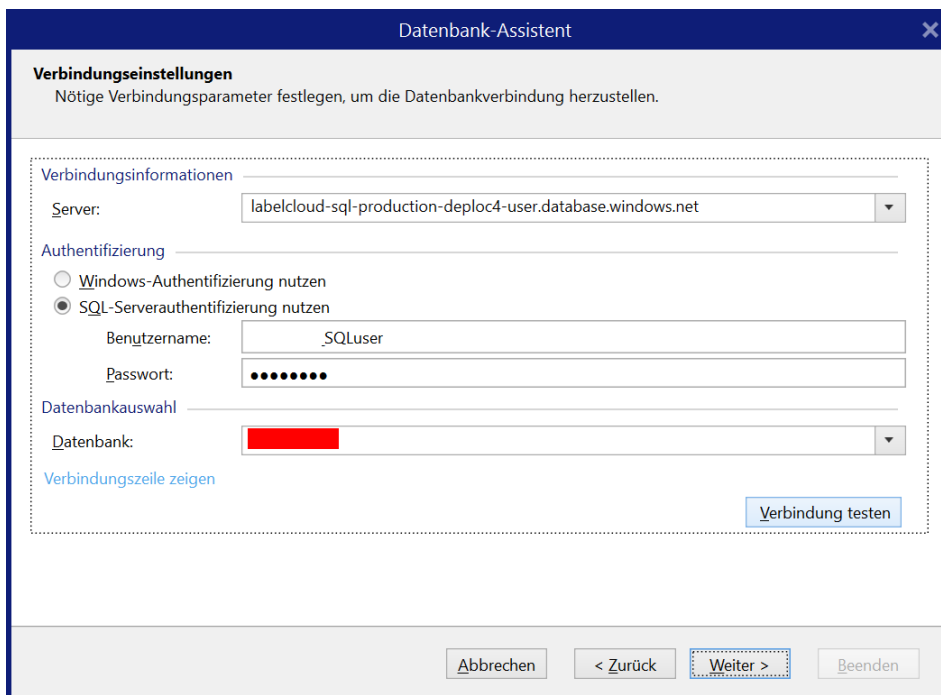 Datenbank-Assistent
Verbindungseinstellungen
Nötige Verbindungsparameter festlegen, um die Datenbankverbindung herzustellen.
Verbindungsinformationen
Server: labelcloud-sql-production-deploc4-user.database.windows.net
Authentifizierung
Windows-Authentifizierung nutzen
SQL-Serverauthentifizierung nutzen
Benutzername: _SQLuser
Passwort: ●●●●●●●●
Datenbankauswahl
Datenbank:
Verbindungszeile zeigen
Verbindung testen
Abbrechen < Zurück Weiter > Beenden